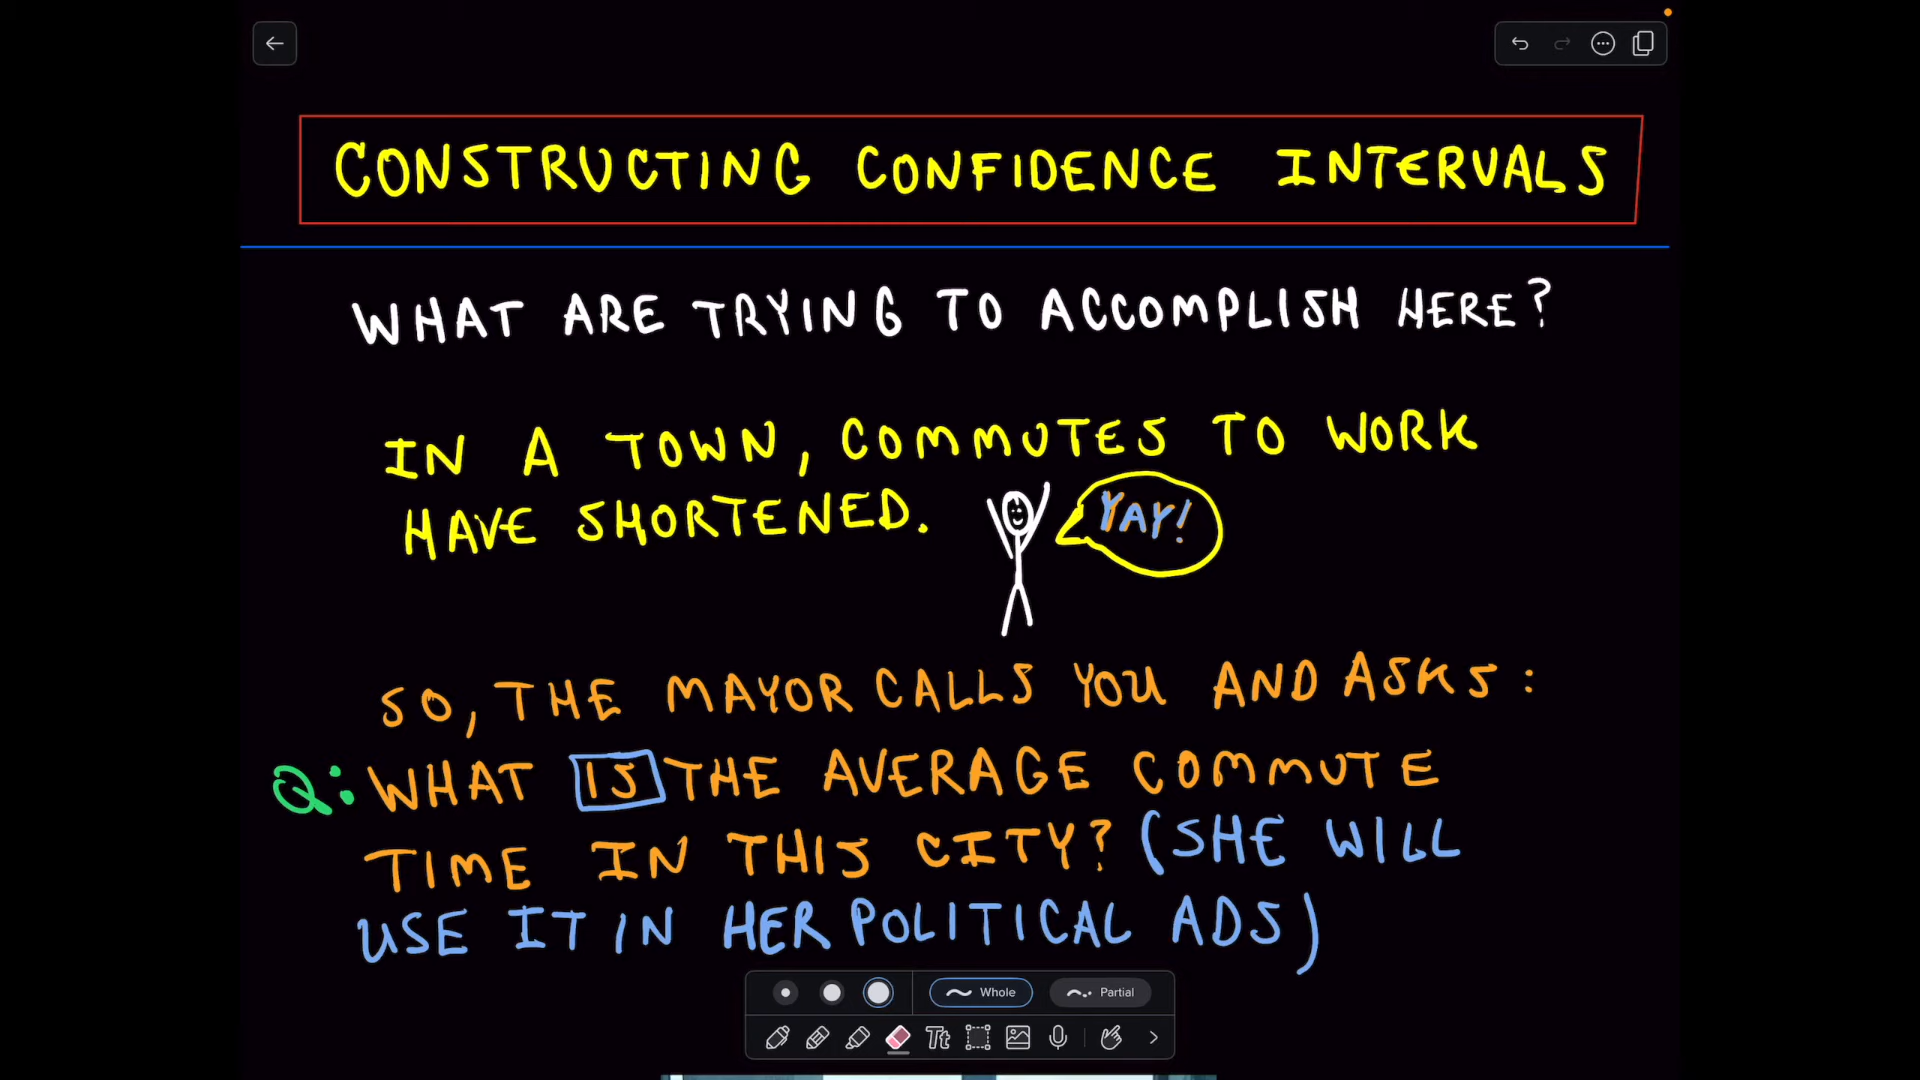 CONSTRUCTING CONFIDENCE INTERVALS
WHAT ARE TRYING TO ACCOMPLISH HERE?
IN A TOWN, COMMUTES TO WORK
HAVE SHORTENED.
YAY!
SO, THE MAYOR CALLS YOU AND ASKS:
Q: WHAT IS THE AVERAGE COMMUTE
TIME IN THIS CITY? (SHE WILL
USE IT IN HER POLITICAL ADS)
Whole Partial
Tt